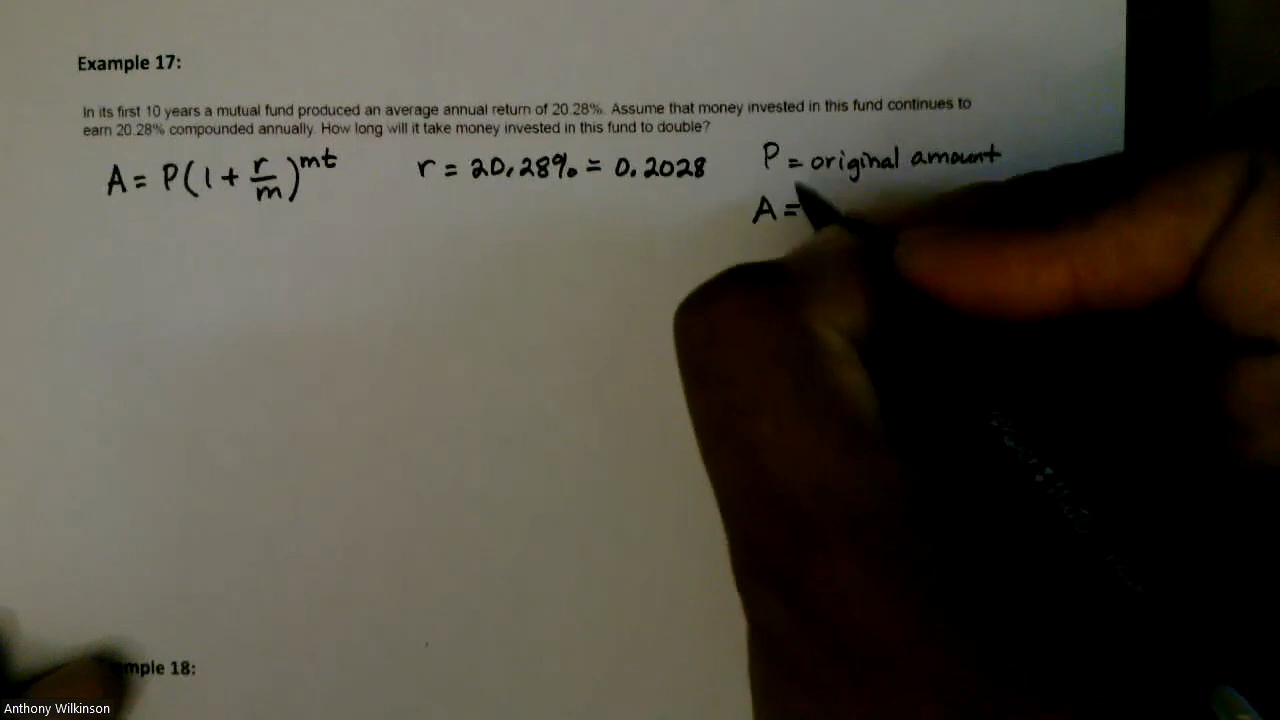 Example 17:
In its first 10 years a mutual fund produced an average annual return of 20.28%. Assume that money invested in this fund continues to
earn 20.28% compounded annually. How long will it take money invested in this fund to double?
A = P(1 + r/m)^mt
r = 20.28% = 0.2028
P = original amount
A =
mple 18:
Anthony Wilkinson